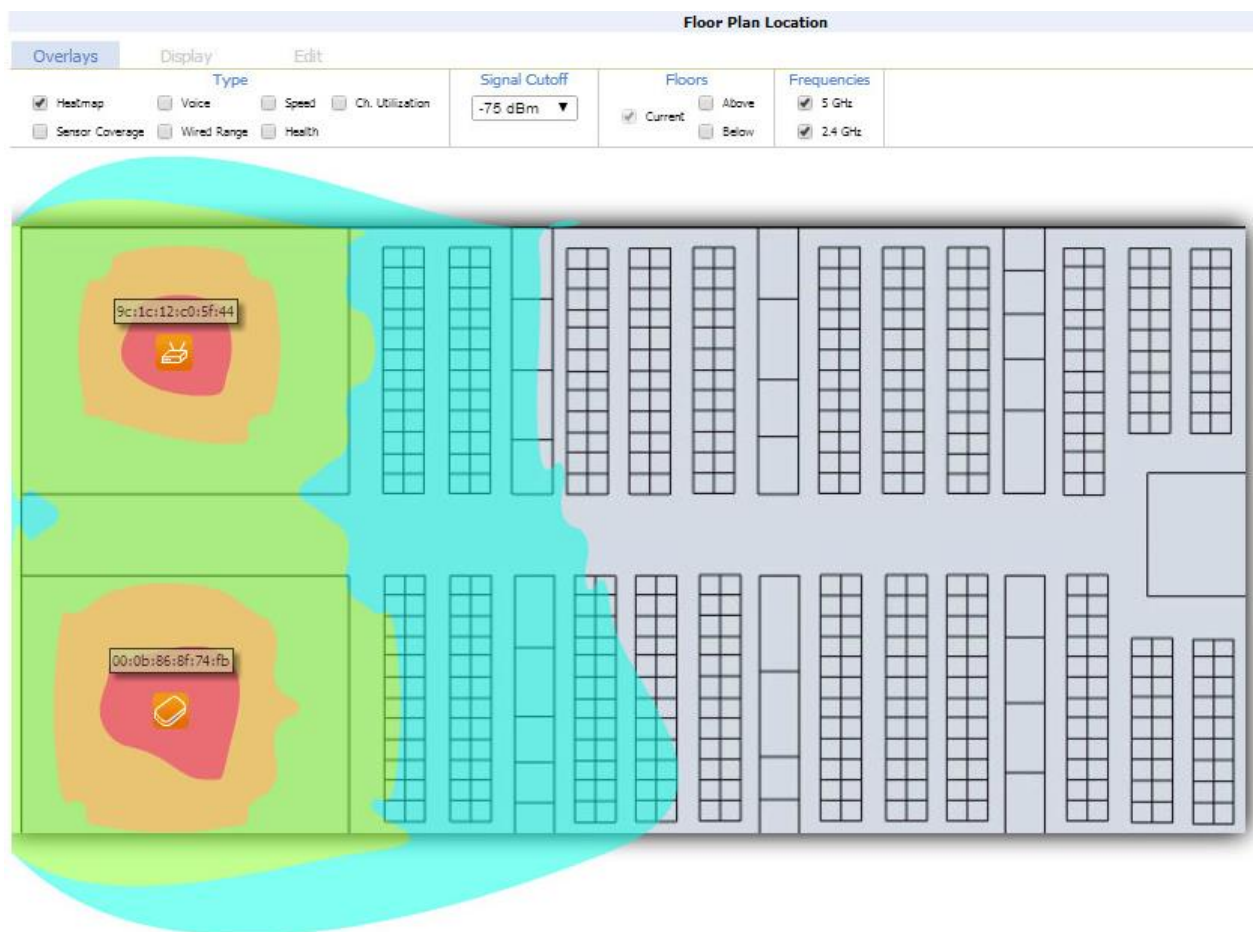 Floor Plan Location
Overlays Display Edit
Type Signal Cutoff Floors Frequencies
Heatmap Voice Speed Ch. Utilization -75 dBm ▼ Current Above 5 GHz
Sensor Coverage Wired Range Health Below 2.4 GHz
9c:1c:12:c0:5f:44
00:0b:86:8f:74:fb